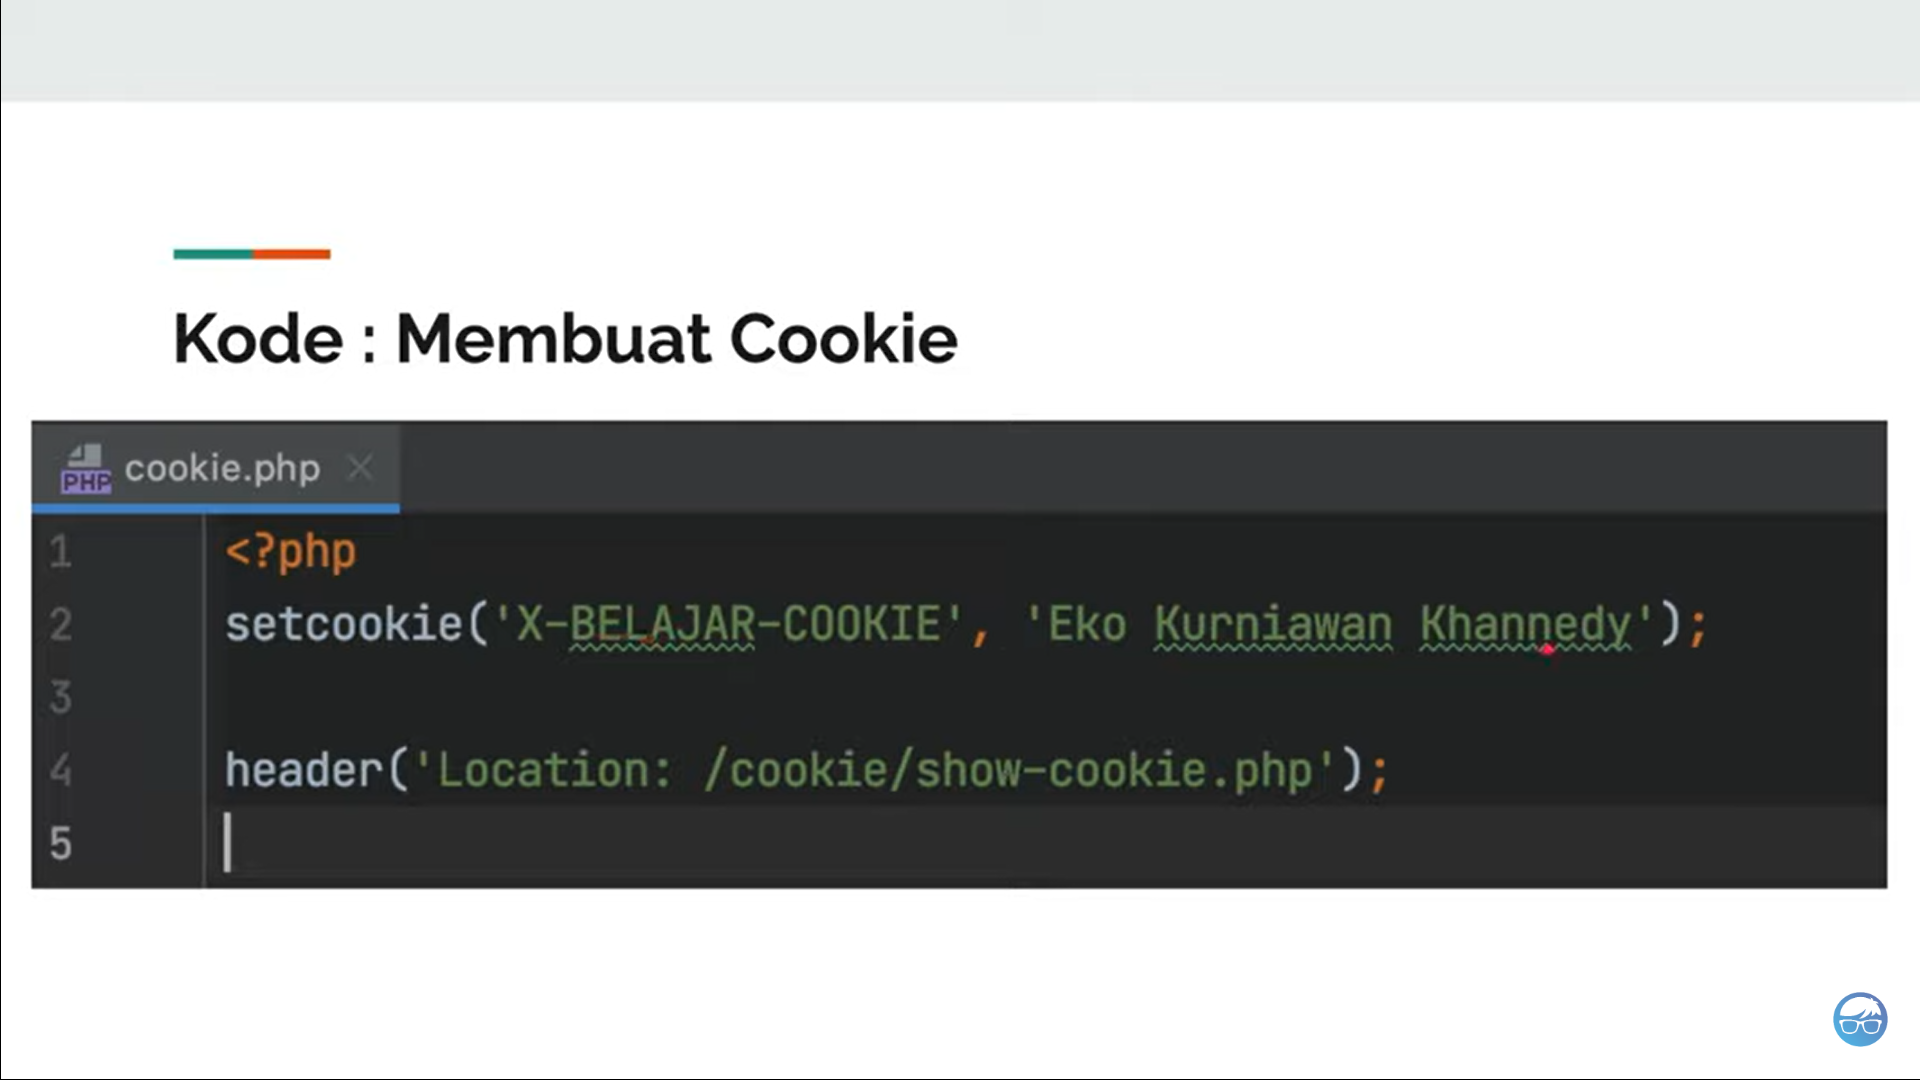 Kode : Membuat Cookie
PHP cookie.php ×
1 <?php
2 setcookie('X-BELAJAR-COOKIE', 'Eko Kurniawan Khannedy');
3
4 header('Location: /cookie/show-cookie.php');
5